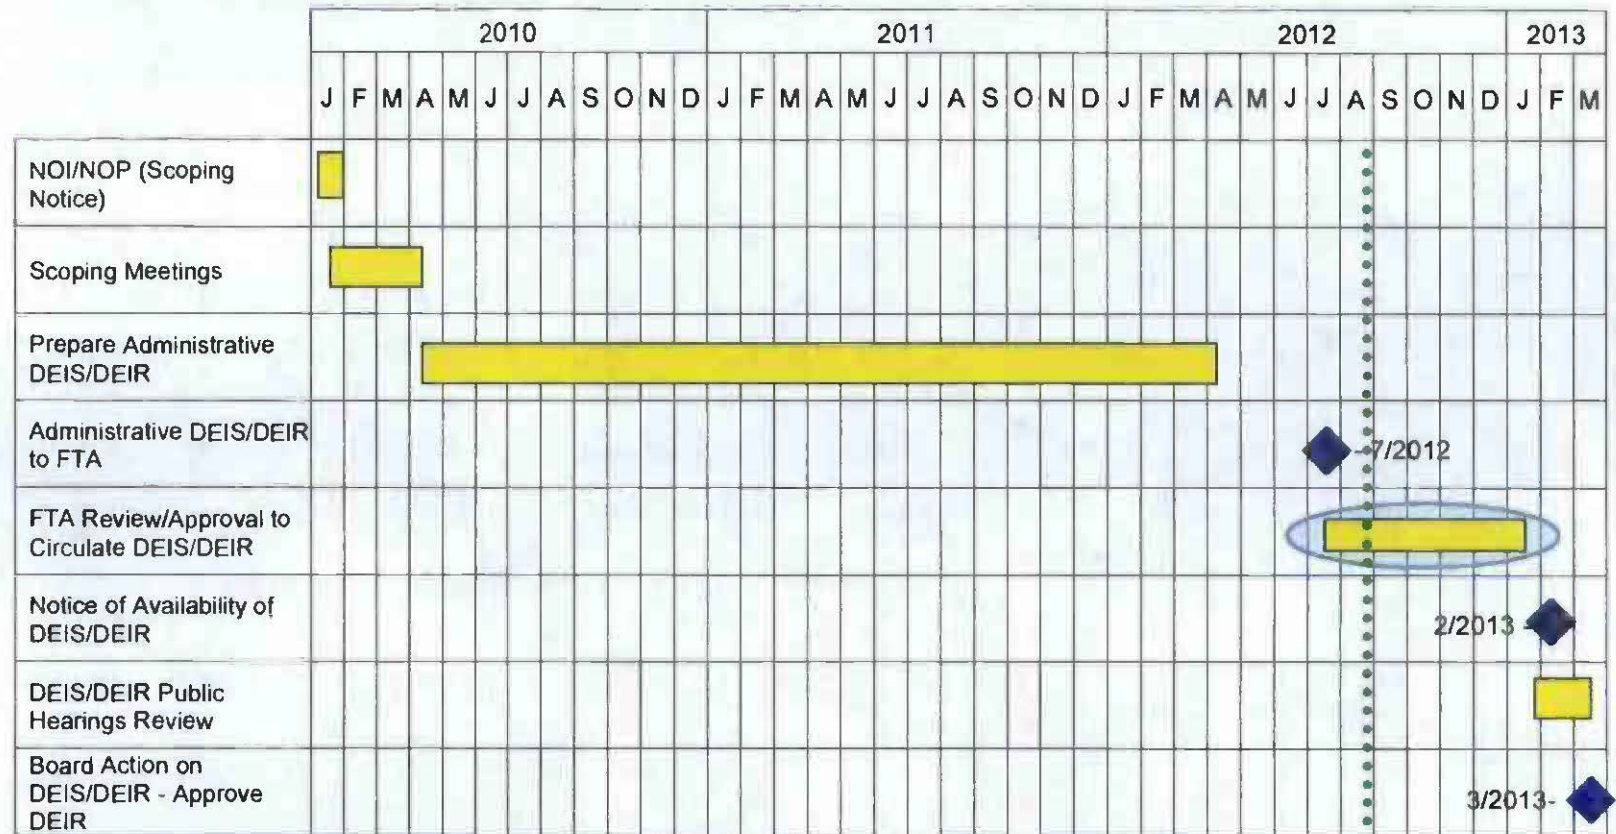 2010 2011 2012 2013
J F M A M J J A S O N D J F M A M J J A S O N D J F M A M J J A S O N D J F M
NOI/NOP (Scoping
Notice)
Scoping Meetings
Prepare Administrative
DEIS/DEIR
Administrative DEIS/DEIR
to FTA
7/2012
FTA Review/Approval to
Circulate DEIS/DEIR
Notice of Availability of
DEIS/DEIR
2/2013
DEIS/DEIR Public
Hearings Review
Board Action on
DEIS/DEIR - Approve
DEIR
3/2013-